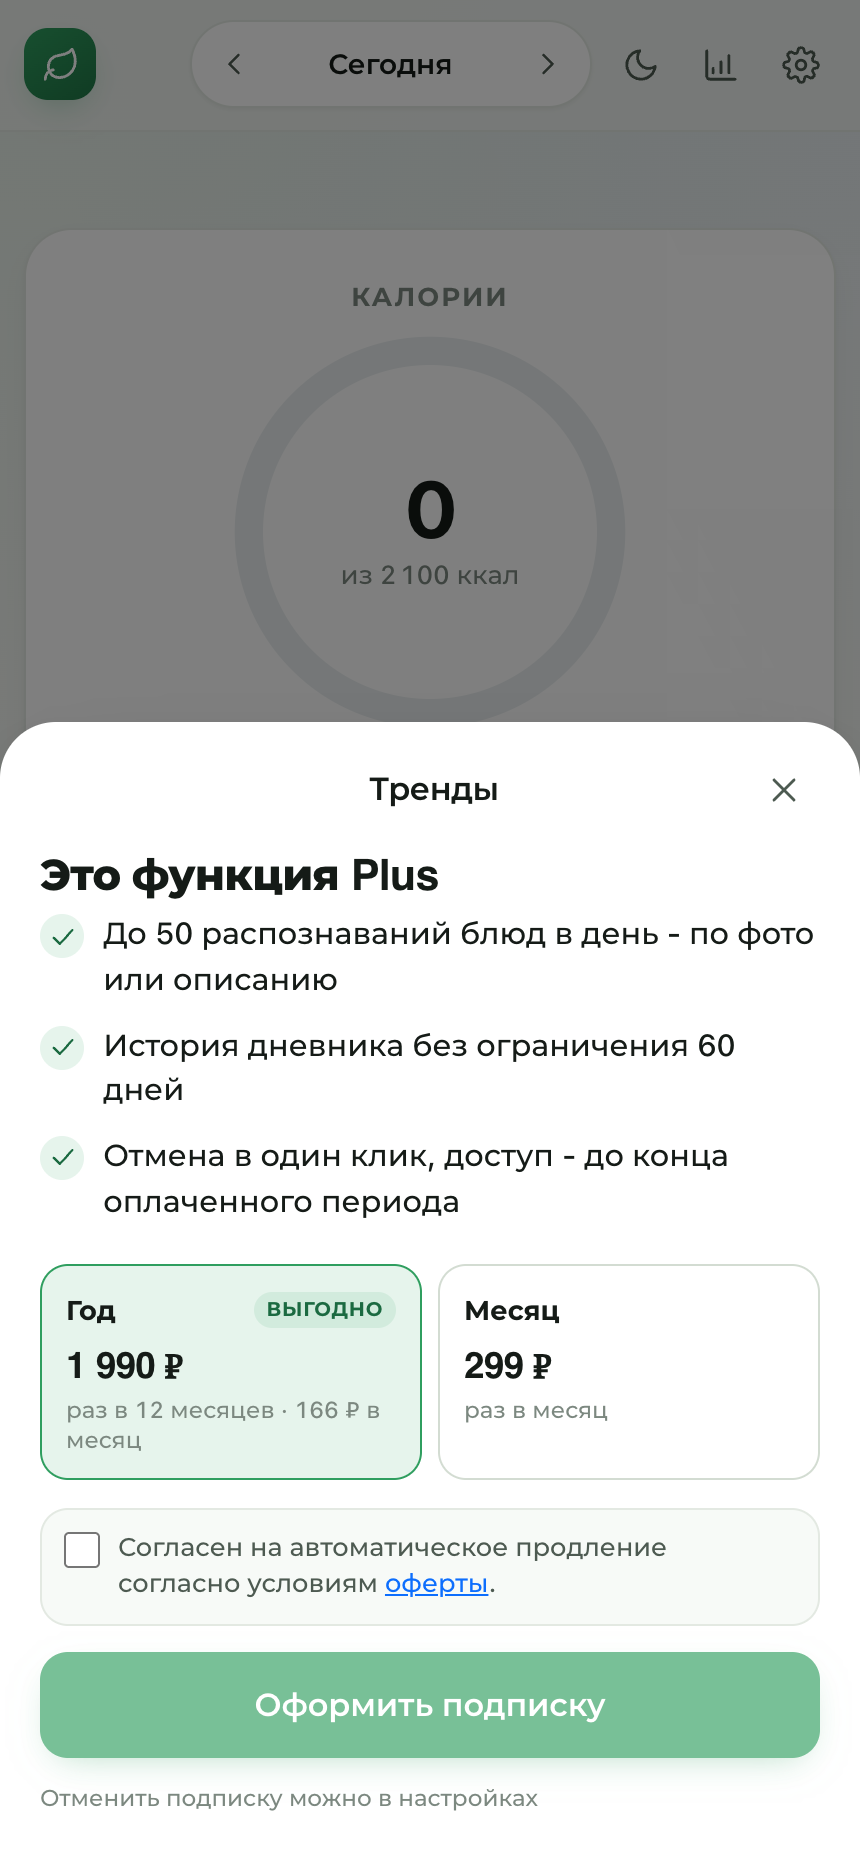 Сегодня
КАЛОРИИ
0
из 2 100 ккал
Тренды
Это функция Plus
До 50 распознаваний блюд в день - по фото
или описанию
История дневника без ограничения 60
дней
Отмена в один клик, доступ - до конца
оплаченного периода
Год ВЫГОДНО
1 990 ₽
раз в 12 месяцев · 166 ₽ в
месяц
Месяц
299 ₽
раз в месяц
Согласен на автоматическое продление
согласно условиям оферты.
Оформить подписку
Отменить подписку можно в настройках